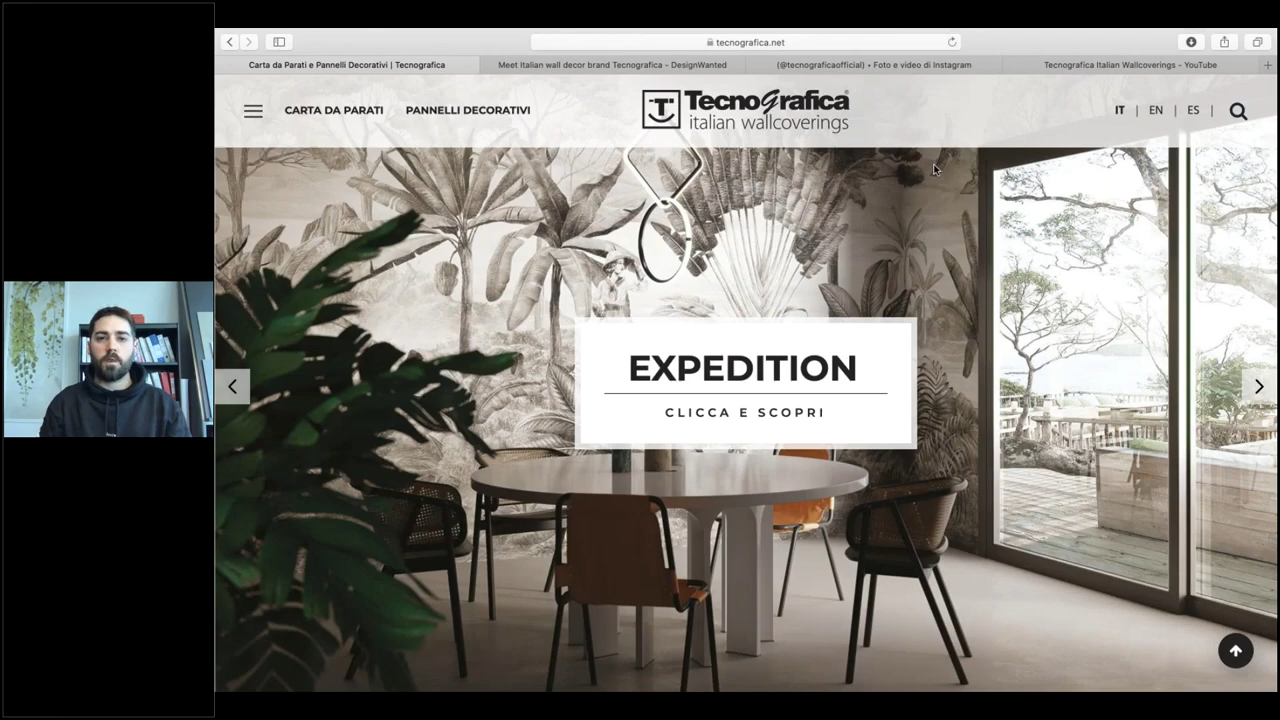 tecnografica.net
Carta da Parati e Pannelli Decorativi | Tecnografica
Meet Italian wall decor brand Tecnografica - DesignWanted
(@tecnograficaofficial) • Foto e video di Instagram
Tecnografica Italian Wallcoverings - YouTube
CARTA DA PARATI
PANNELLI DECORATIVI
T
TecnoGrafica®
italian wallcoverings
IT | EN | ES |
EXPEDITION
CLICCA E SCOPRI